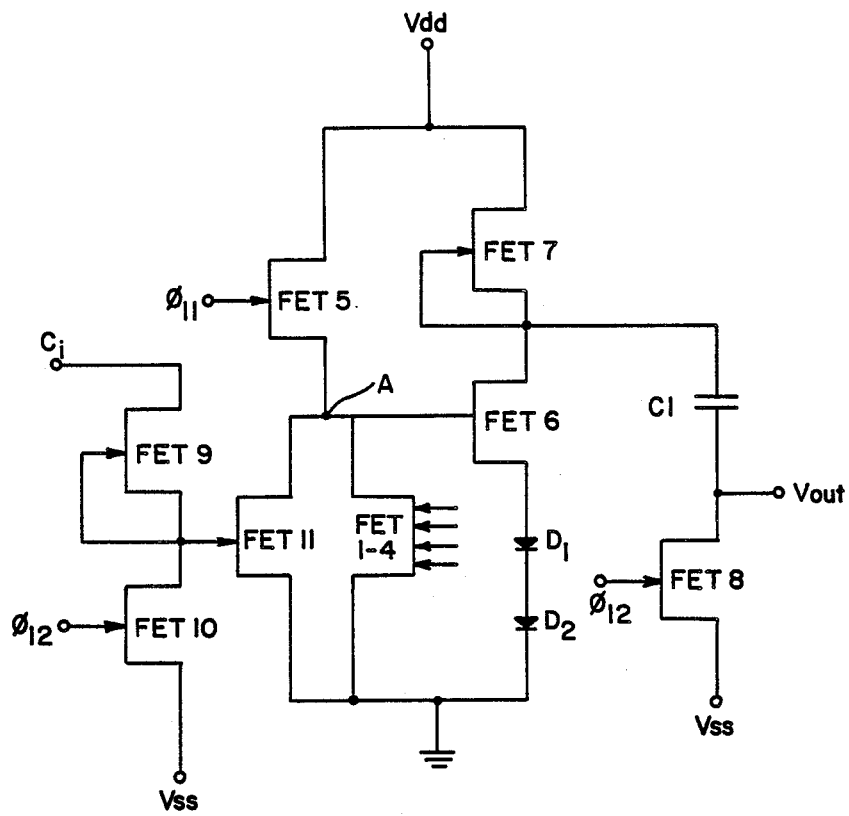 Vdd
FET 7
Ø11
FET 5
Ci
A
FET 6
C1
FET 9
Vout
FET 11
FET
1-4
D1
FET 8
Ø12
Ø12
FET 10
D2
Vss
Vss